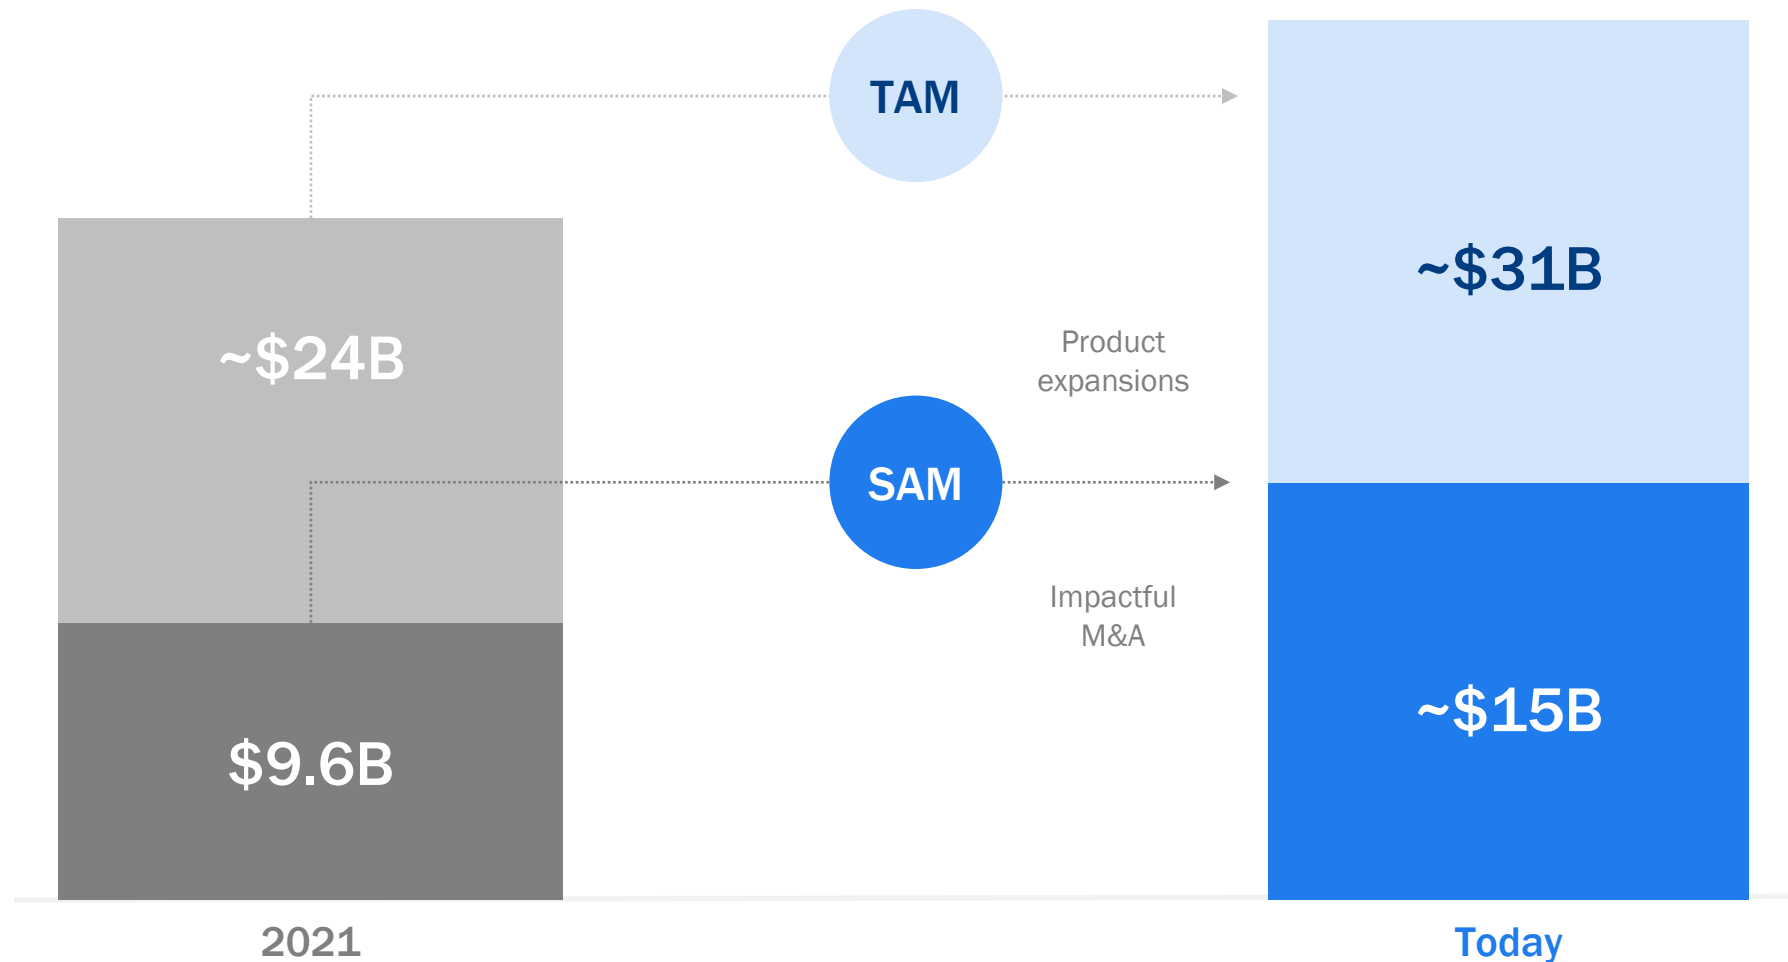 TAM
~$31B
~$24B
Product
expansions
SAM
Impactful
M&A
~$15B
$9.6B
2021
Today